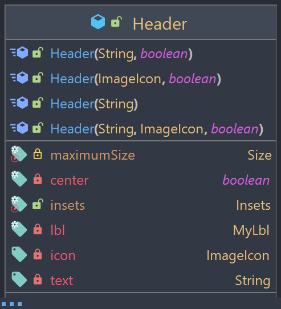 Header
Header(String, boolean)
Header(ImageIcon, boolean)
Header(String)
Header(String, ImageIcon, boolean)
maximumSize Size
center boolean
insets Insets
lbl MyLbl
icon ImageIcon
text String